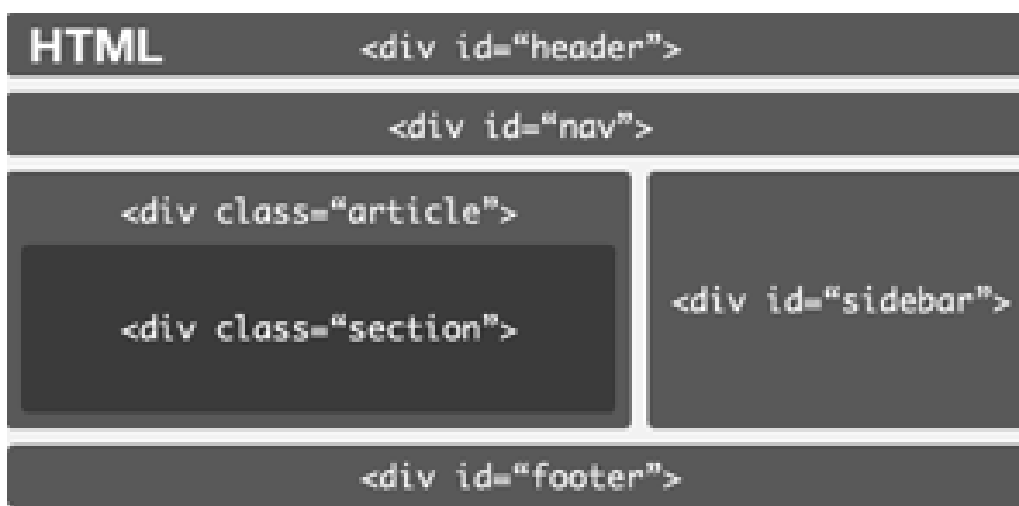 HTML <div id=“header”>
<div id=“nav”>
<div class=“article”>
<div class=“section”>
<div id=“sidebar”>
<div id=“footer”>